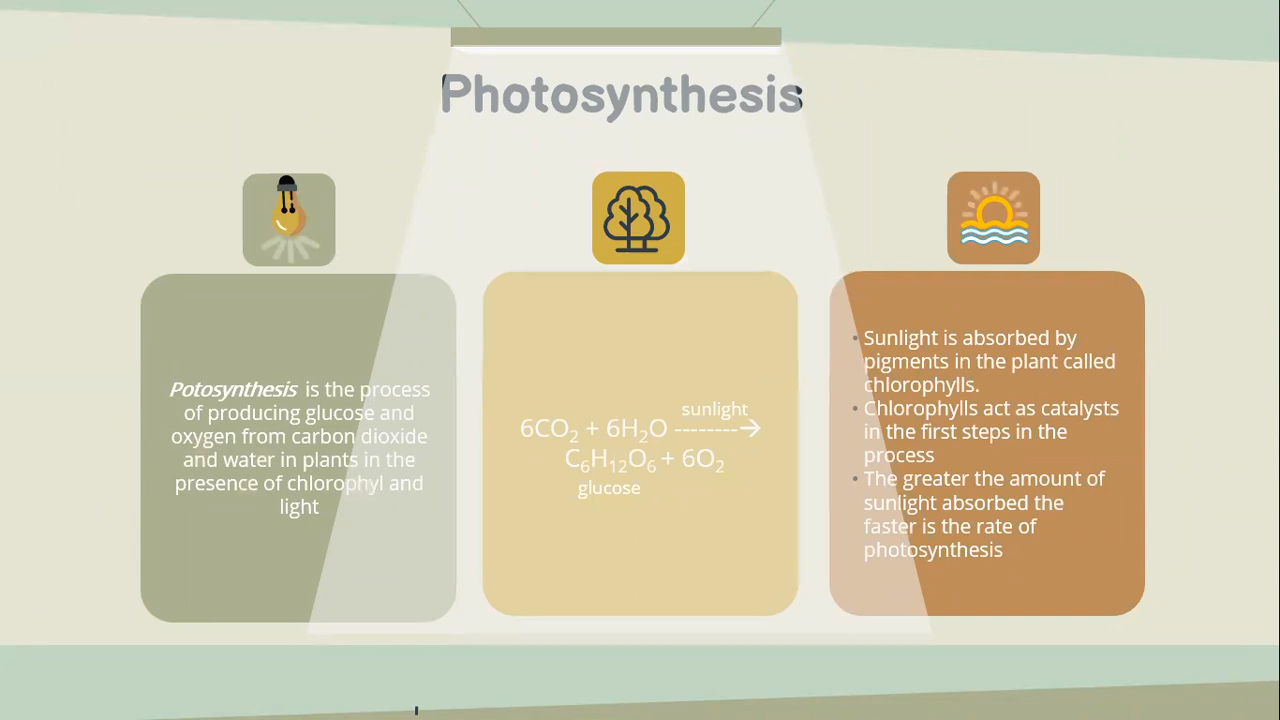 Photosynthesis
Potosynthesis is the process
of producing glucose and
oxygen from carbon dioxide
and water in plants in the
presence of chlorophyl and
light
sunlight
6CO₂ + 6H₂O --------→
C₆H₁₂O₆ + 6O₂
glucose
• Sunlight is absorbed by
pigments in the plant called
chlorophylls.
• Chlorophylls act as catalysts
in the first steps in the
process
• The greater the amount of
sunlight absorbed the
faster is the rate of
photosynthesis